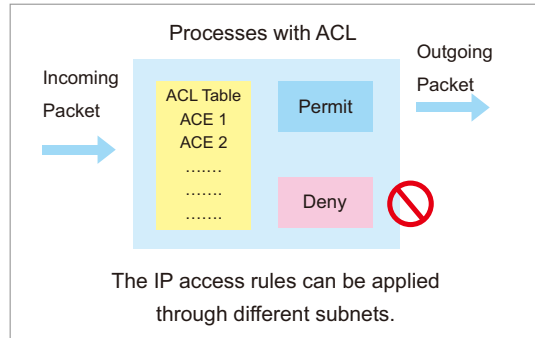 Processes with ACL
Incoming
Packet
ACL Table
ACE 1
ACE 2
.......
.......
.......
Permit
Deny
Outgoing
Packet
The IP access rules can be applied
through different subnets.